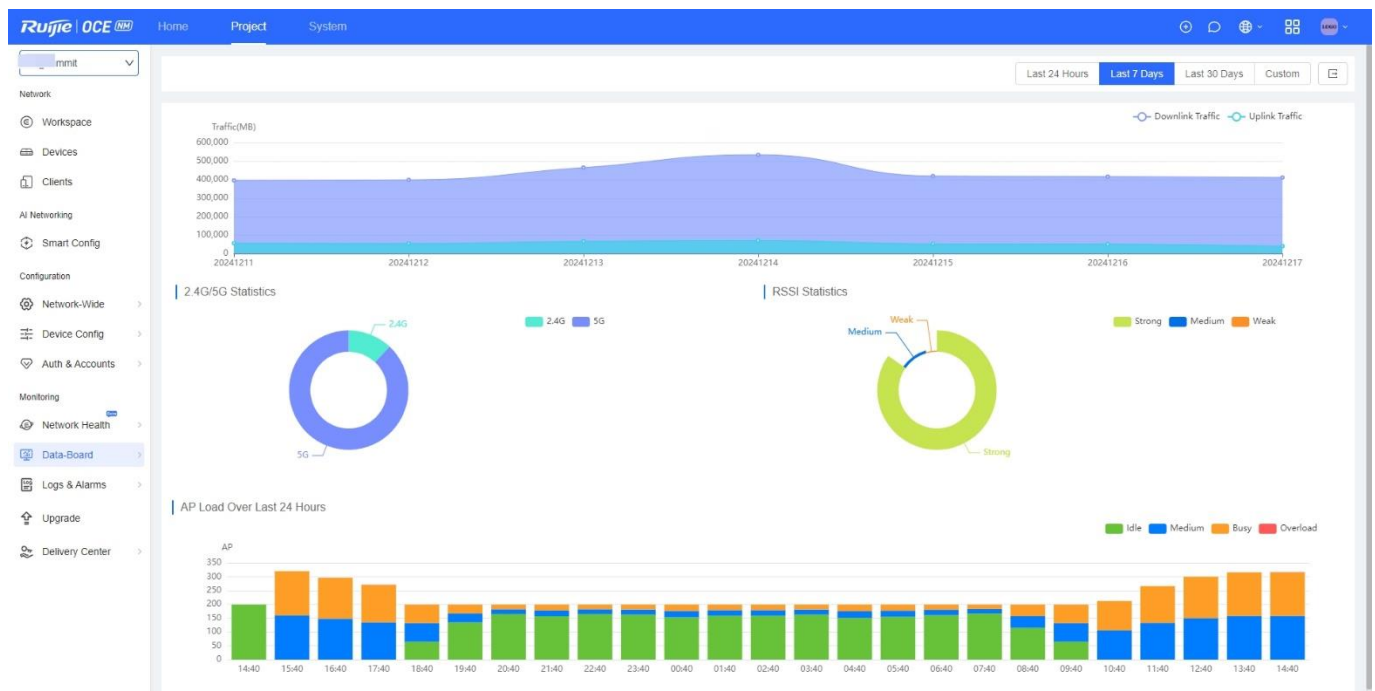 Ruijie | OCE NM Home Project System
mmit
Last 24 Hours Last 7 Days Last 30 Days Custom
Network
Workspace
Devices
Clients
AI Networking
Smart Config
Configuration
Network-Wide
Device Config
Auth & Accounts
Monitoring
New
Network Health
Data-Board
Logs & Alarms
Upgrade
Delivery Center
Downlink Traffic Uplink Traffic
Traffic(MB)
600,000
500,000
400,000
300,000
200,000
100,000
0
20241211 20241212 20241213 20241214 20241215 20241216 20241217
2.4G/5G Statistics
2.4G 5G
2.4G
5G
RSSI Statistics
Strong Medium Weak
Weak
Medium
Strong
AP Load Over Last 24 Hours
Idle Medium Busy Overload
AP
350
300
250
200
150
100
50
0
14:40 15:40 16:40 17:40 18:40 19:40 20:40 21:40 22:40 23:40 00:40 01:40 02:40 03:40 04:40 05:40 06:40 07:40 08:40 09:40 10:40 11:40 12:40 13:40 14:40